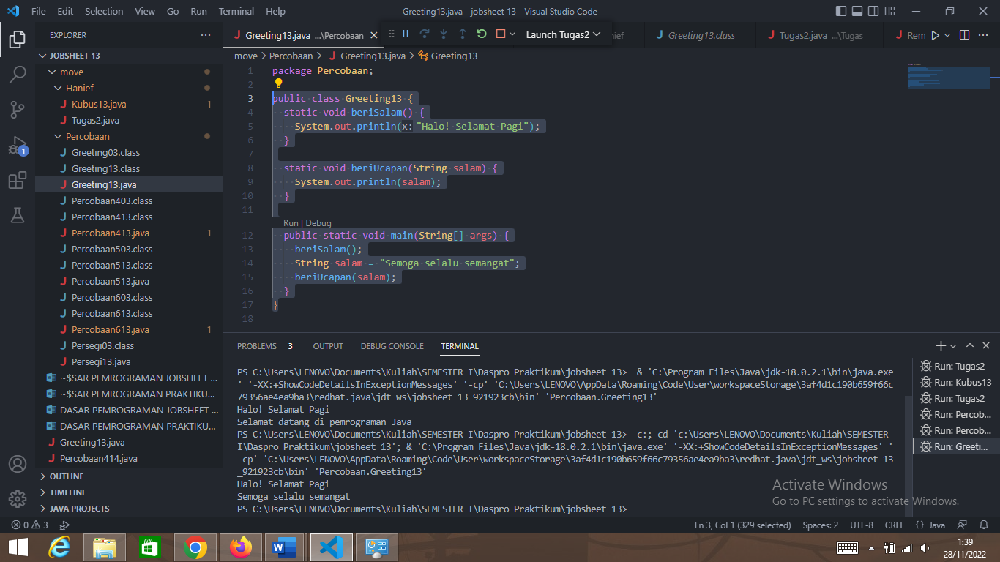 File Edit Selection View Go Run Terminal Help
Greeting13.java - jobsheet 13 - Visual Studio Code
EXPLORER
JOBSHEET 13
move
Hanief
Kubus13.java 1
Tugas2.java
Percobaan
Greeting03.class
Greeting13.class
Greeting13.java
Percobaan403.class
Percobaan413.class
Percobaan413.java 1
Percobaan503.class
Percobaan513.class
Percobaan513.java
Percobaan603.class
Percobaan613.class
Percobaan613.java 1
Persegi03.class
Persegi13.java
~$SAR PEMROGRAMAN JOBSHEET ...
~$SAR PEMROGRAMAN PRAKTIKU...
DASAR PEMROGRAMAN JOBSHEET ...
DASAR PEMROGRAMAN PRAKTIKU...
Greeting13.java
Percobaan414.java
OUTLINE
TIMELINE
JAVA PROJECTS
1
Greeting13.java ...\Percobaan
Launch Tugas2
ief
Greeting13.class
Tugas2.java ...\Tugas
Rem
move > Percobaan > Greeting13.java > Greeting13
1 package Percobaan;
2
3 public class Greeting13 {
4 static void beriSalam() {
5 System.out.println(x: "Halo! Selamat Pagi");
6 }
7
8 static void beriUcapan(String salam) {
9 System.out.println(salam);
10 }
11
Run | Debug
12 public static void main(String[] args) {
13 beriSalam();
14 String salam = "Semoga selalu semangat";
15 beriUcapan(salam);
16 }
17 }
18
PROBLEMS 3 OUTPUT DEBUG CONSOLE TERMINAL
PS C:\Users\LENOVO\Documents\Kuliah\SEMESTER I\Daspro Praktikum\jobsheet 13> & 'C:\Program Files\Java\jdk-18.0.2.1\bin\java.exe
' '-XX:+ShowCodeDetailsInExceptionMessages' '-cp' 'C:\Users\LENOVO\AppData\Roaming\Code\User\workspaceStorage\3af4d1c190b659f66c
79356ae4ea9ba3\redhat.java\jdt_ws\jobsheet 13_921923cb\bin' 'Percobaan.Greeting13'
Halo! Selamat Pagi
Selamat datang di pemrograman Java
PS C:\Users\LENOVO\Documents\Kuliah\SEMESTER I\Daspro Praktikum\jobsheet 13> c:; cd 'c:\Users\LENOVO\Documents\Kuliah\SEMESTER
I\Daspro Praktikum\jobsheet 13'; & 'C:\Program Files\Java\jdk-18.0.2.1\bin\java.exe' '-XX:+ShowCodeDetailsInExceptionMessages' '
-cp' 'C:\Users\LENOVO\AppData\Roaming\Code\User\workspaceStorage\3af4d1c190b659f66c79356ae4ea9ba3\redhat.java\jdt_ws\jobsheet 13
_921923cb\bin' 'Percobaan.Greeting13'
Halo! Selamat Pagi
Semoga selalu semangat
PS C:\Users\LENOVO\Documents\Kuliah\SEMESTER I\Daspro Praktikum\jobsheet 13>
Run: Tugas2
Run: Kubus13
Run: Tugas2
Run: Percob...
Run: Percob...
Run: Greeti...
Activate Windows
Go to PC settings to activate Windows.
0 3
Ln 3, Col 1 (329 selected) Spaces: 2 UTF-8 CRLF {} Java
1:39
28/11/2022